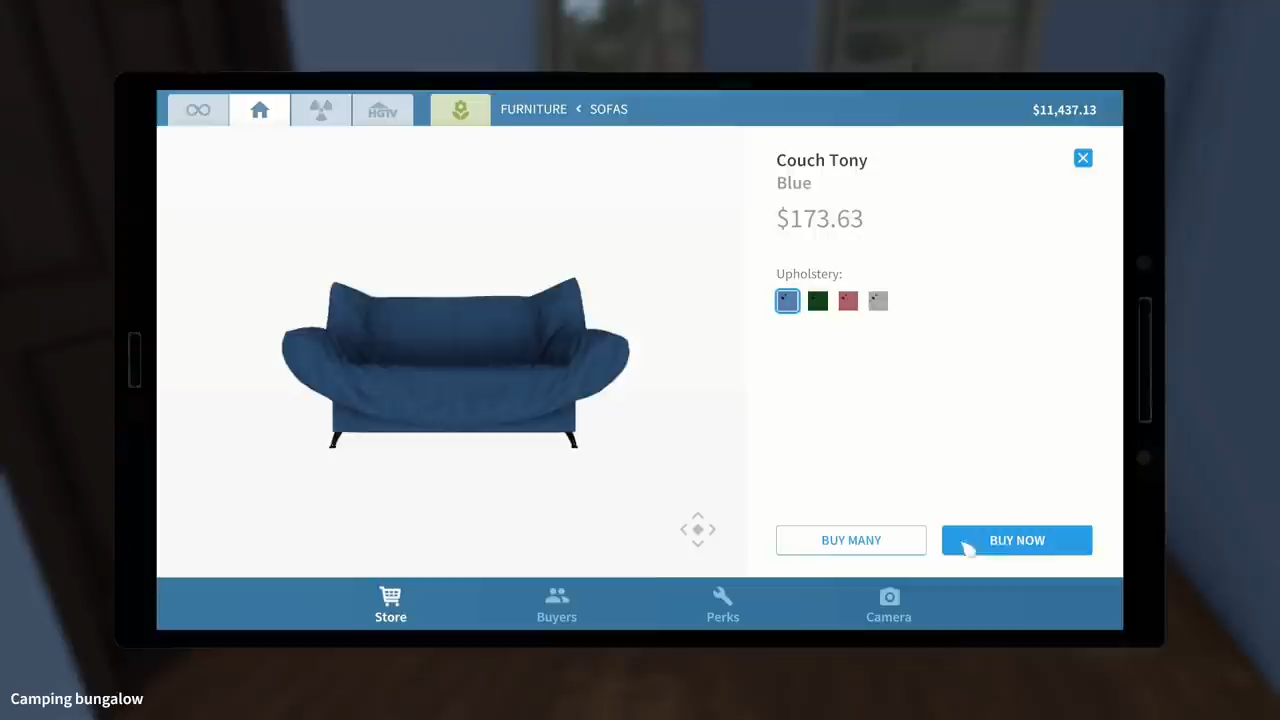 HGTV
FURNITURE < SOFAS
$11,437.13
Couch Tony
Blue
$173.63
Upholstery:
BUY MANY
BUY NOW
Store
Buyers
Perks
Camera
Camping bungalow